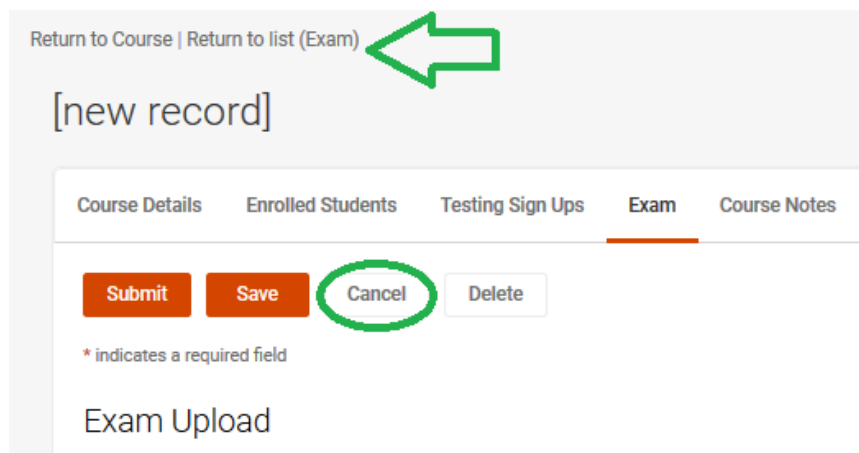 Return to Course | Return to list (Exam)
[new record]
Course Details Enrolled Students Testing Sign Ups Exam Course Notes
Submit Save Cancel Delete
* indicates a required field
Exam Upload